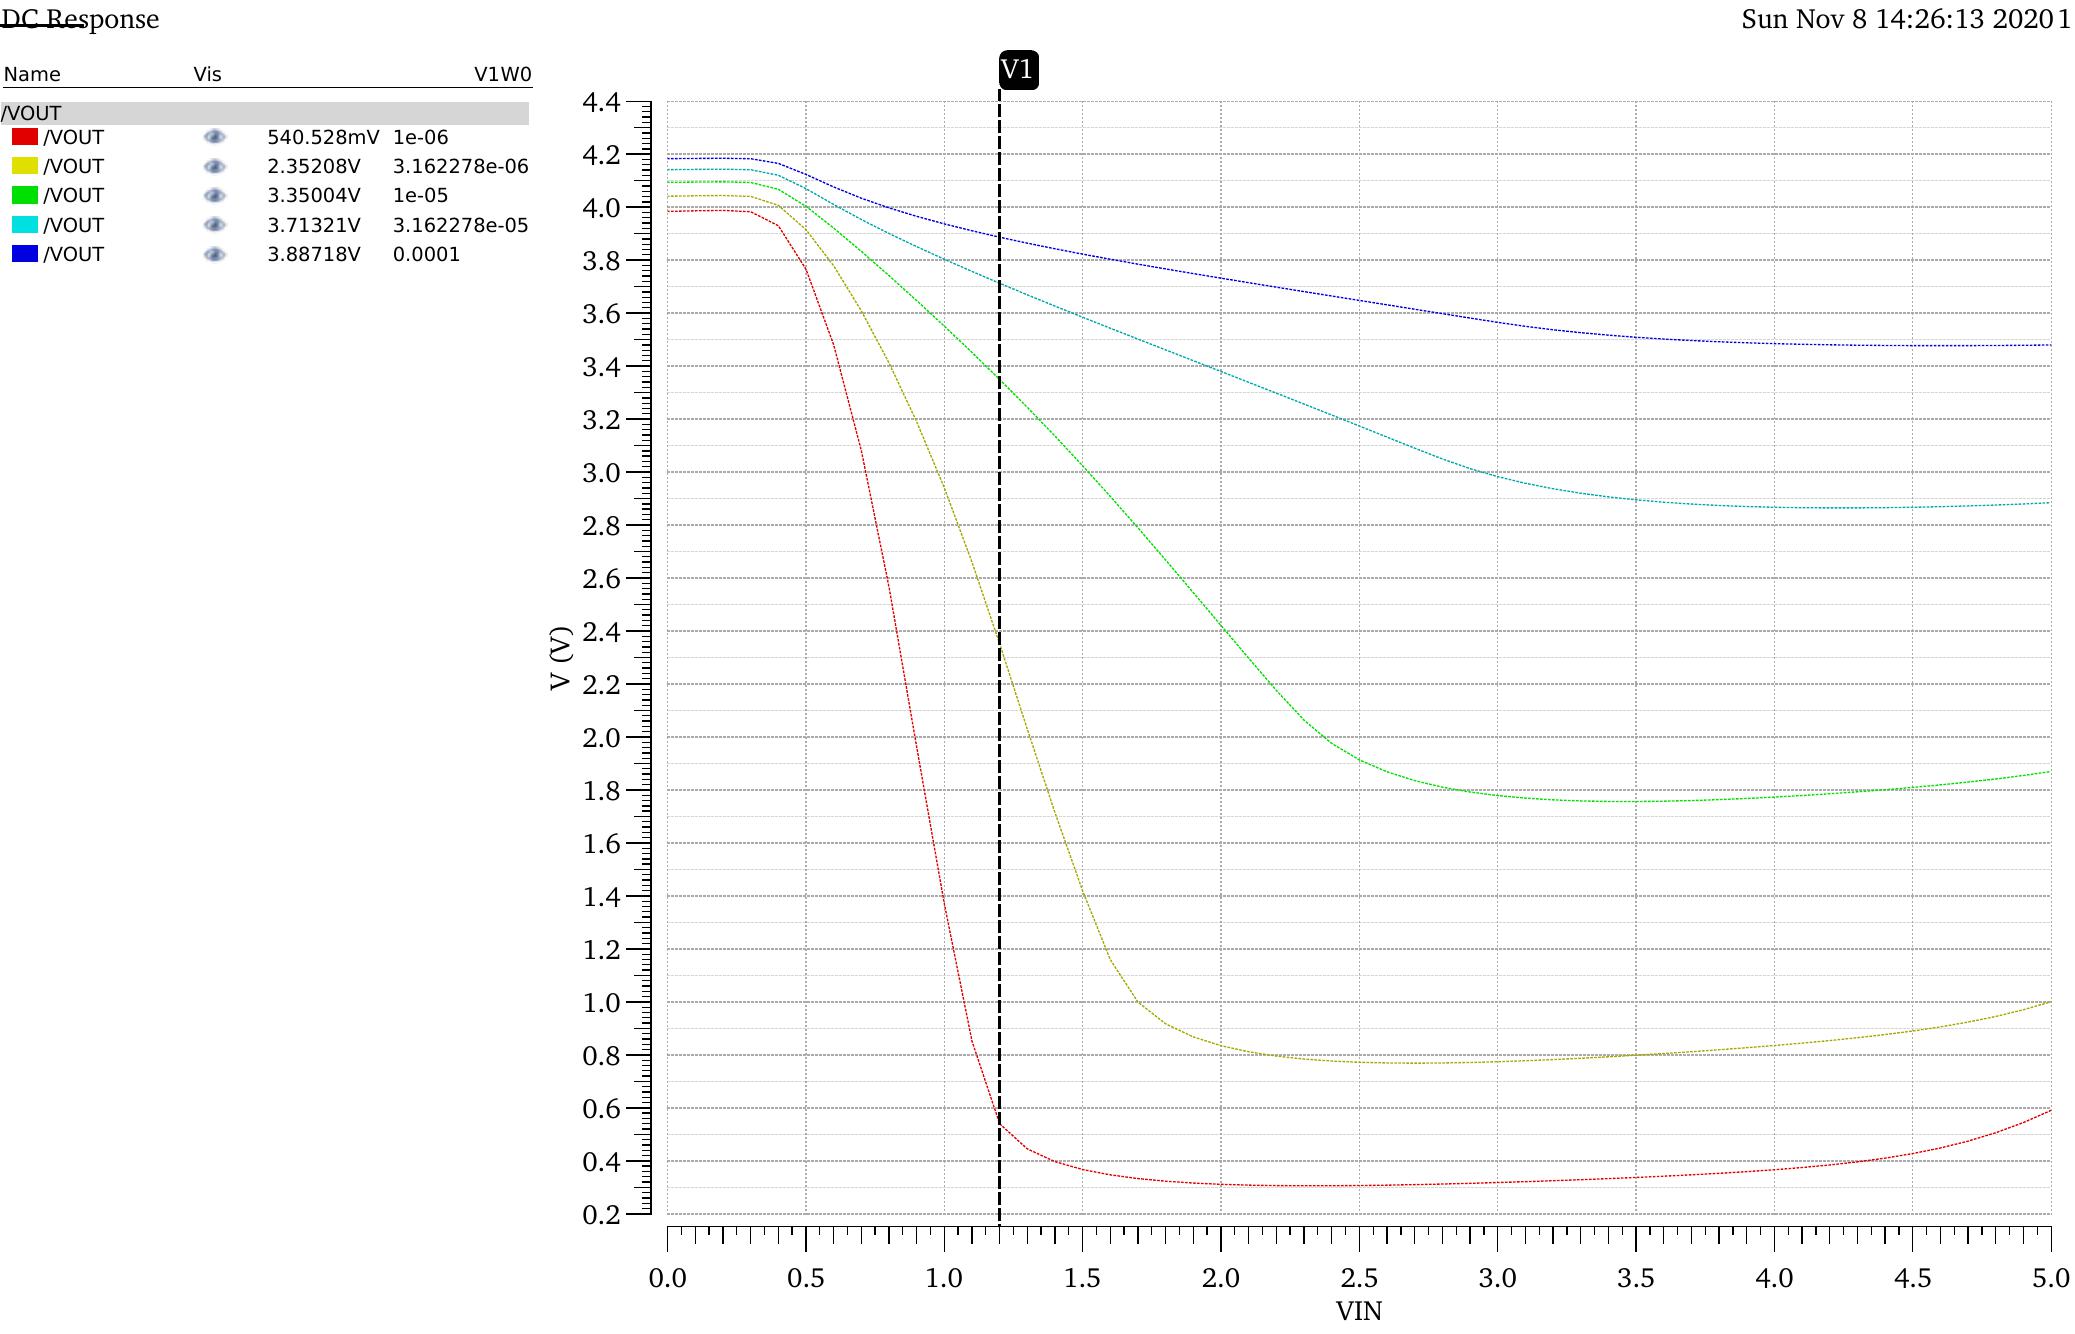 DC Response
Sun Nov 8 14:26:13 2020 1
Name Vis V1W0
/VOUT
/VOUT 540.528mV 1e-06
/VOUT 2.35208V 3.162278e-06
/VOUT 3.35004V 1e-05
/VOUT 3.71321V 3.162278e-05
/VOUT 3.88718V 0.0001
V1
4.4
4.2
4.0
3.8
3.6
3.4
3.2
3.0
2.8
2.6
2.4
2.2
2.0
1.8
1.6
1.4
1.2
1.0
0.8
0.6
0.4
0.2
V (V)
0.0 0.5 1.0 1.5 2.0 2.5 3.0 3.5 4.0 4.5 5.0
VIN